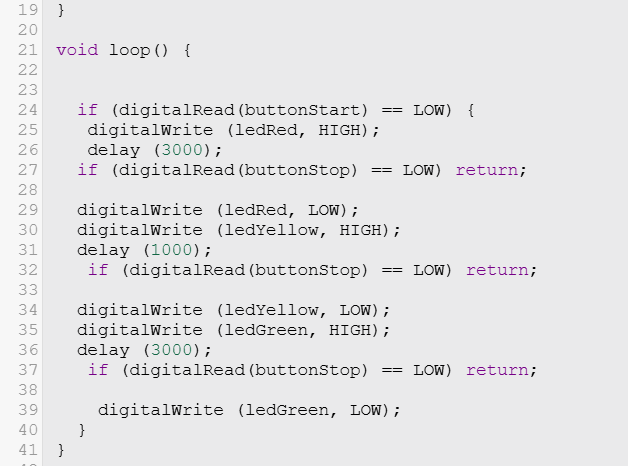 19 }
20
21 void loop() {
22
23
24 if (digitalRead(buttonStart) == LOW) {
25 digitalWrite (ledRed, HIGH);
26 delay (3000);
27 if (digitalRead(buttonStop) == LOW) return;
28
29 digitalWrite (ledRed, LOW);
30 digitalWrite (ledYellow, HIGH);
31 delay (1000);
32 if (digitalRead(buttonStop) == LOW) return;
33
34 digitalWrite (ledYellow, LOW);
35 digitalWrite (ledGreen, HIGH);
36 delay (3000);
37 if (digitalRead(buttonStop) == LOW) return;
38
39 digitalWrite (ledGreen, LOW);
40 }
41 }